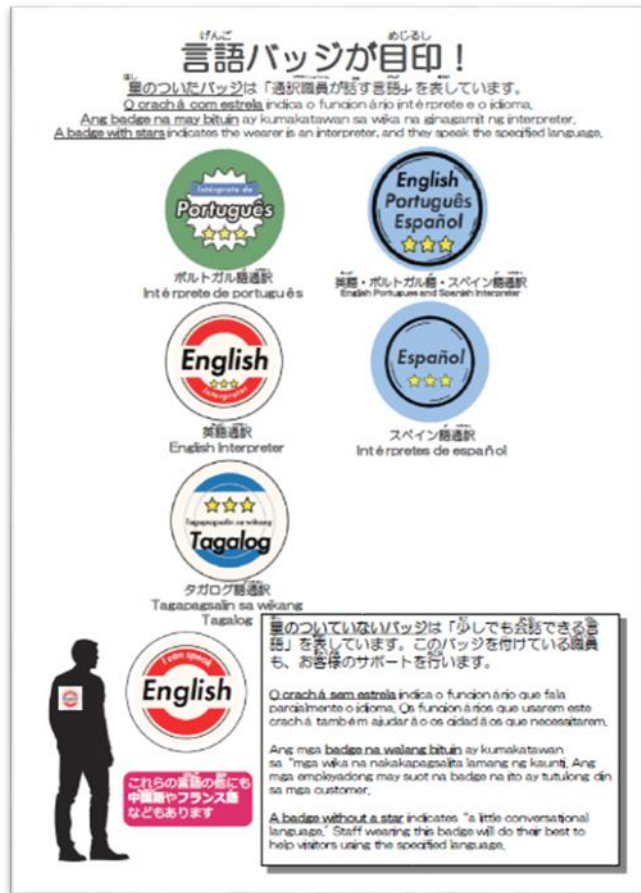 げんご めじるし
言語バッジが目印!
ほし
星のついたバッジは「通訳職員が話す言語」を表しています。
O crachá com estrela indica o funcionário intérprete e o idioma.
Ang badge na may bituin ay kumakatawan sa wika na ginagamit ng interpreter.
A badge with stars indicates the wearer is an interpreter, and they speak the specified language.
Intérprete de
Português
English
Português
Español
ポルトガル語通訳
Intérprete de português
英語・ポルトガル語・スペイン語通訳
English Portugues and Spanish Interpreter
English
Interpreter
Español
英語通訳
English Interpreter
スペイン語通訳
Intérpretes de español
Tagapagsalin sa wikang
Tagalog
タガログ語通訳
Tagapagsalin sa wikang
Tagalog
I can speak
English
English
これらの言語の他にも
中国語やフランス語
などもあります
星のついていないバッジは「少しでも会話できる言
語」を表しています。このバッジを付けている職員
も、お客様のサポートを行います。
O crachá sem estrela indica o funcionário que fala
parcialmente o idioma. Os funcionários que usarem este
crachá também ajudarão os cidadãos que necessitarem.
Ang mga badge na walang bituin ay kumakatawan
sa "mga wika na nakakapagsalita lamang ng kaunti. Ang
mga empleyadong may suot na badge na ito ay tutulong din
sa mga customer.
A badge without a star indicates "a little conversational
language." Staff wearing this badge will do their best to
help visitors using the specified language.